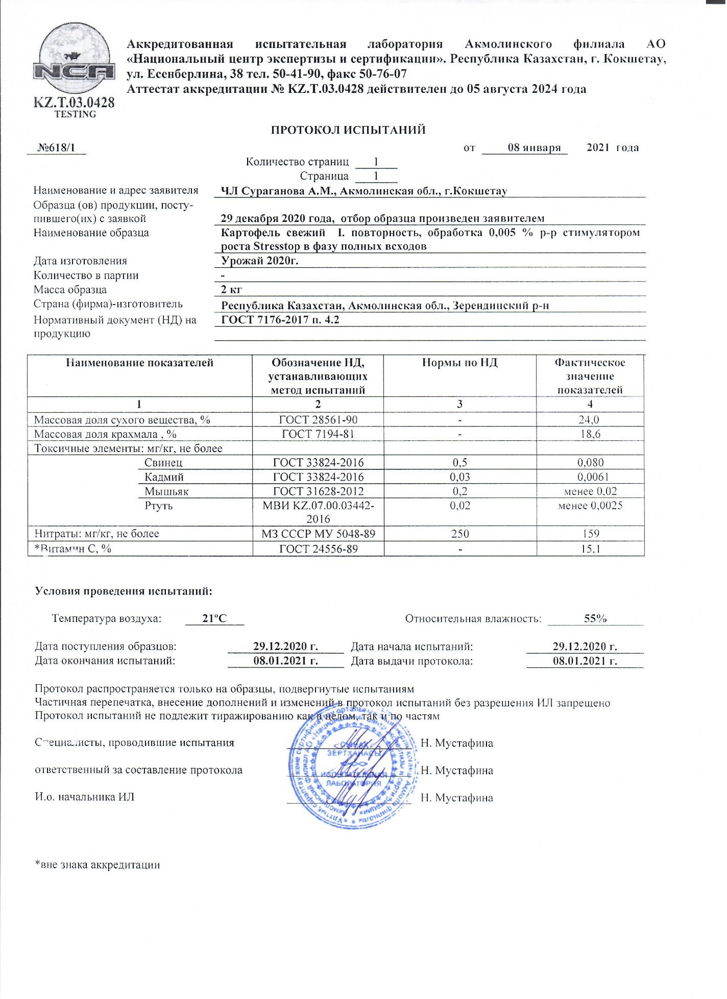 NCA
KZ.T.03.0428
TESTING
Аккредитованная испытательная лаборатория Акмолинского филиала АО
«Национальный центр экспертизы и сертификации». Республика Казахстан, г. Кокшетау,
ул. Есенберлина, 38 тел. 50-41-90, факс 50-76-07
Аттестат аккредитации № KZ.T.03.0428 действителен до 05 августа 2024 года
ПРОТОКОЛ ИСПЫТАНИЙ
№618/1 от 08 января 2021 года
Количество страниц 1
Страница 1
Наименование и адрес заявителя ЧЛ Сураганова А.М., Акмолинская обл., г.Кокшетау
Образца (ов) продукции, посту-
пившего(их) с заявкой 29 декабря 2020 года, отбор образца произведен заявителем
Наименование образца Картофель свежий I. повторность, обработка 0,005 % р-р стимулятором
роста Stresstop в фазу полных всходов
Дата изготовления Урожай 2020г.
Количество в партии -
Масса образца 2 кг
Страна (фирма)-изготовитель Республика Казахстан, Акмолинская обл., Зерендинский р-н
Нормативный документ (НД) на ГОСТ 7176-2017 п. 4.2
продукцию
Наименование показателей Обозначение НД, Нормы по НД Фактическое
устанавливающих значение
метод испытаний показателей
1 2 3 4
Массовая доля сухого вещества, % ГОСТ 28561-90 - 24,0
Массовая доля крахмала , % ГОСТ 7194-81 - 18,6
Токсичные элементы: мг/кг, не более
Свинец ГОСТ 33824-2016 0,5 0,080
Кадмий ГОСТ 33824-2016 0,03 0,0061
Мышьяк ГОСТ 31628-2012 0,2 менее 0,02
Ртуть МВИ KZ.07.00.03442- 0,02 менее 0,0025
2016
Нитраты: мг/кг, не более МЗ СССР МУ 5048-89 250 159
*Витамин С, % ГОСТ 24556-89 - 15,1
Условия проведения испытаний:
Температура воздуха: 21ºС Относительная влажность: 55%
Дата поступления образцов: 29.12.2020 г. Дата начала испытаний: 29.12.2020 г.
Дата окончания испытаний: 08.01.2021 г. Дата выдачи протокола: 08.01.2021 г.
Протокол распространяется только на образцы, подвергнутые испытаниям
Частичная перепечатка, внесение дополнений и изменений в протокол испытаний без разрешения ИЛ запрещено
Протокол испытаний не подлежит тиражированию как в целом, так и по частям
Специалисты, проводившие испытания Н. Мустафина
ответственный за составление протокола Н. Мустафина
И.о. начальника ИЛ Н. Мустафина
СЫНАҚ
ЗЕРТХАНАСЫ
ИСПЫТАТЕЛЬНАЯ
ЛАБОРАТОРИЯ
*вне знака аккредитации